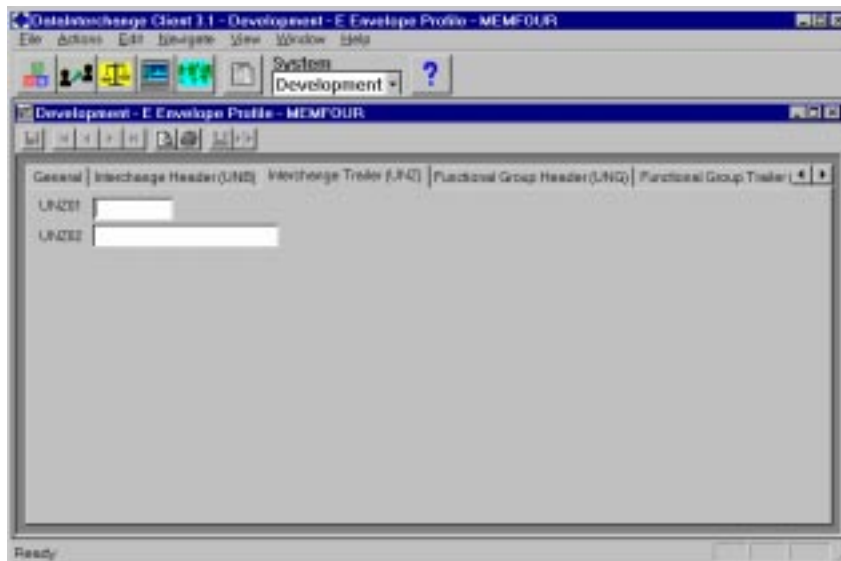 DataInterchange Client 3.1 - Development - E Envelope Profile - MEMFOUR
File Actions Edit Navigate View Window Help
System
Development
?
Development - E Envelope Profile - MEMFOUR
General Interchange Header (UNB) Interchange Trailer (UNZ) Functional Group Header (UNG) Functional Group Trailer (
UNZ01
UNZ02
Ready